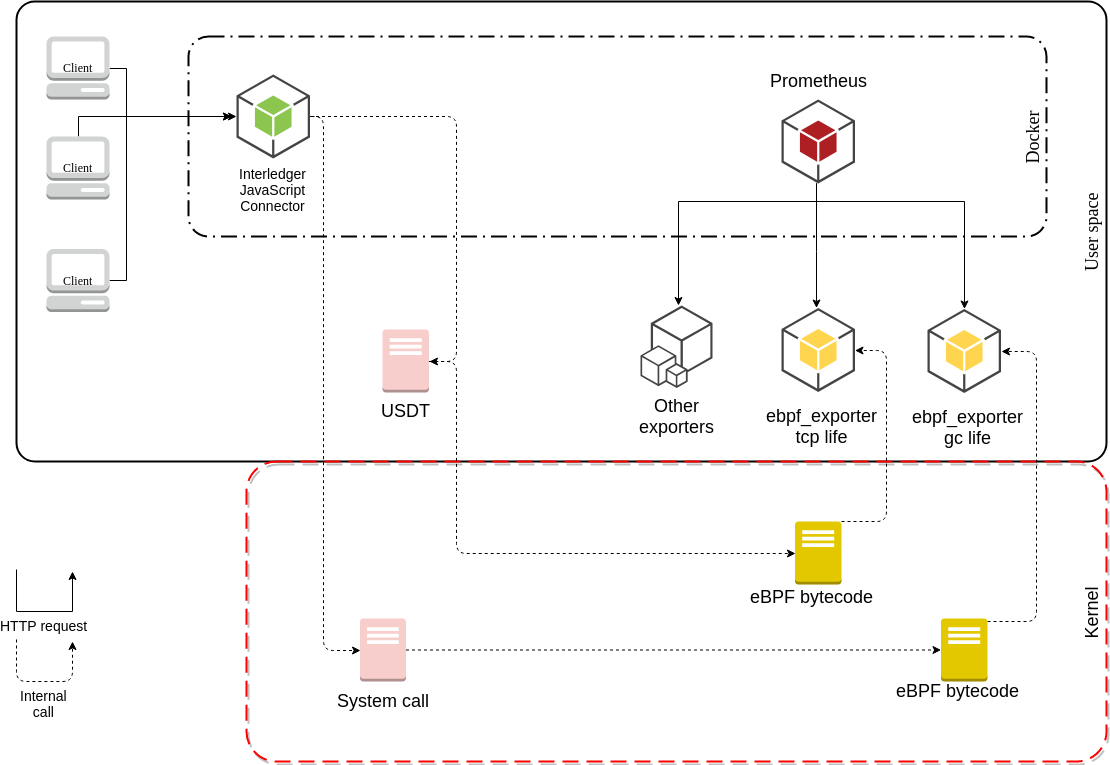 Client
Client
Client
Interledger
JavaScript
Connector
Prometheus
Docker
User space
USDT
Other
exporters
ebpf_exporter
tcp life
ebpf_exporter
gc life
eBPF bytecode
Kernel
HTTP request
System call
eBPF bytecode
Internal
call